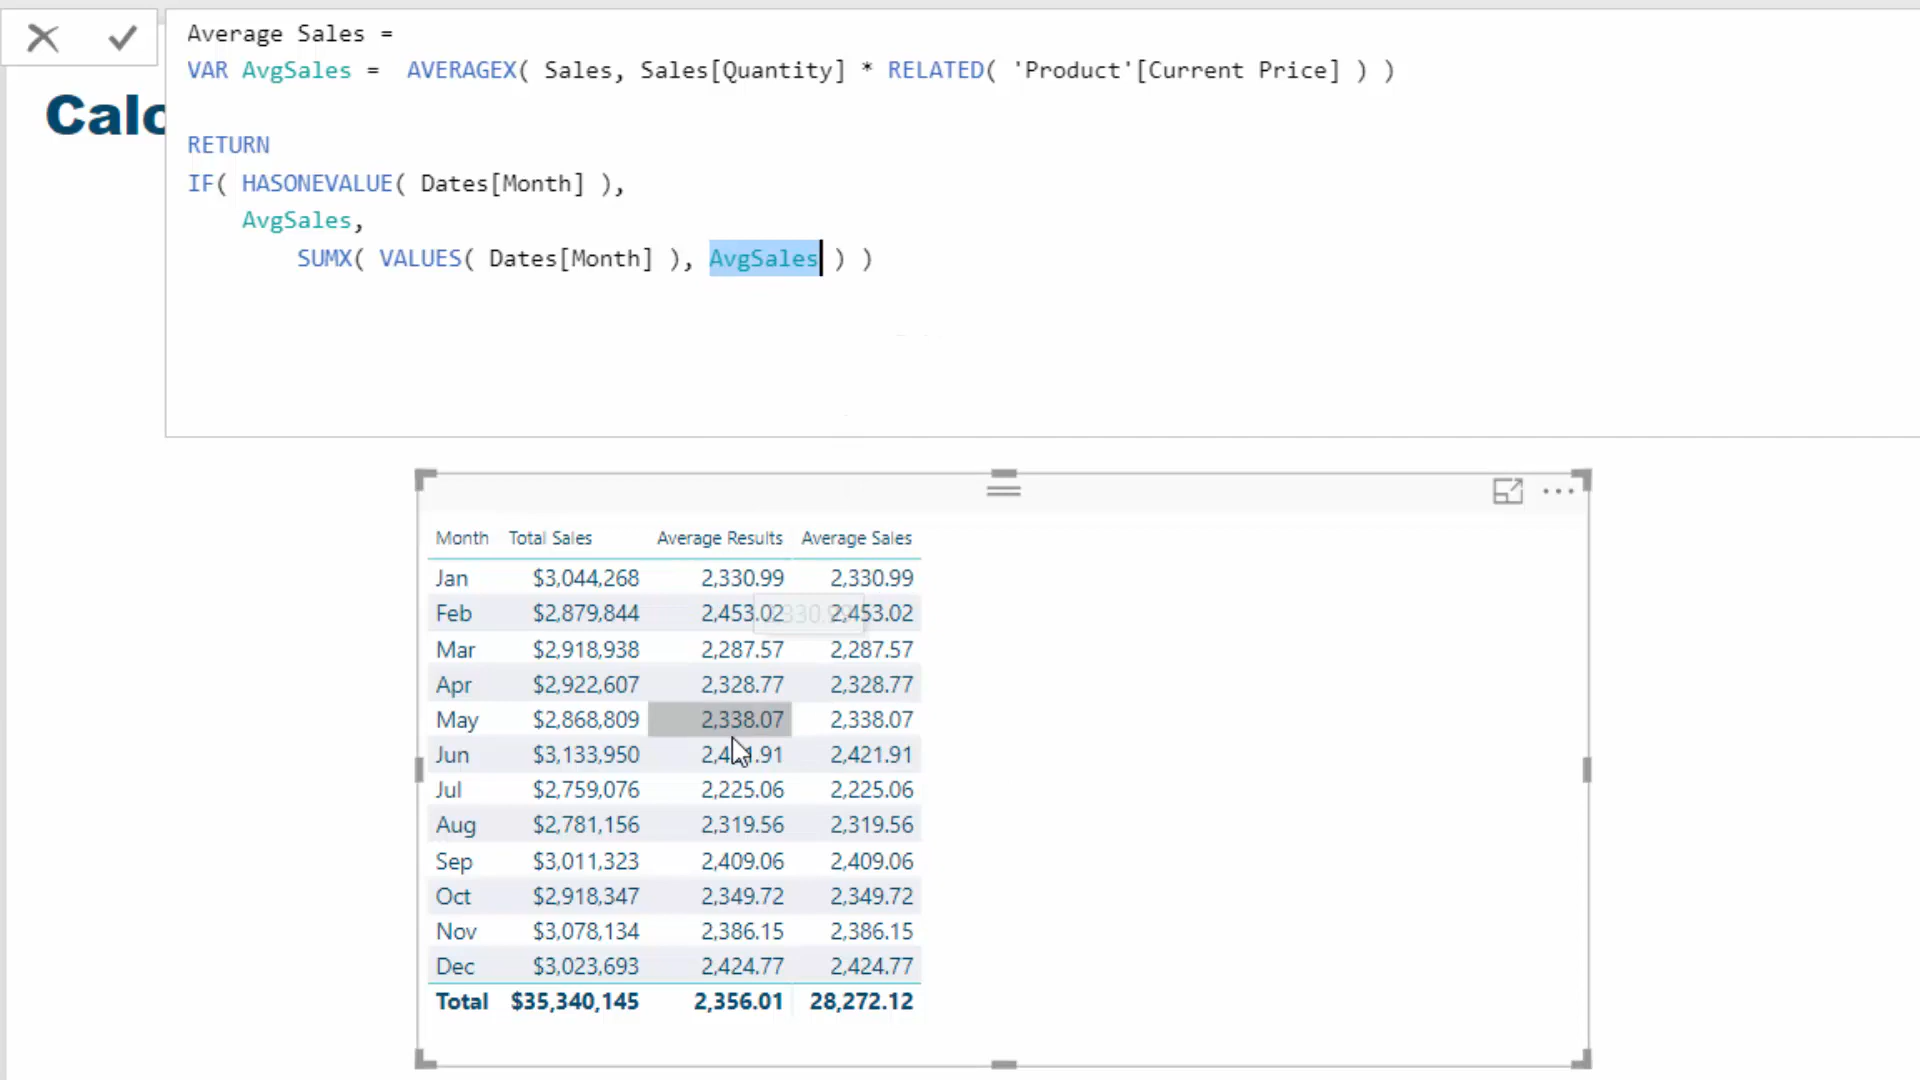 Average Sales =
VAR AvgSales = AVERAGEX( Sales, Sales[Quantity] * RELATED( 'Product'[Current Price] ) )
Calc
RETURN
IF( HASONEVALUE( Dates[Month] ),
AvgSales,
SUMX( VALUES( Dates[Month] ), AvgSales ) )
Month Total Sales Average Results Average Sales
Jan $3,044,268 2,330.99 2,330.99
Feb $2,879,844 2,453.02 2,453.02
Mar $2,918,938 2,287.57 2,287.57
Apr $2,922,607 2,328.77 2,328.77
May $2,868,809 2,338.07 2,338.07
Jun $3,133,950 2,421.91 2,421.91
Jul $2,759,076 2,225.06 2,225.06
Aug $2,781,156 2,319.56 2,319.56
Sep $3,011,323 2,409.06 2,409.06
Oct $2,918,347 2,349.72 2,349.72
Nov $3,078,134 2,386.15 2,386.15
Dec $3,023,693 2,424.77 2,424.77
Total $35,340,145 2,356.01 28,272.12